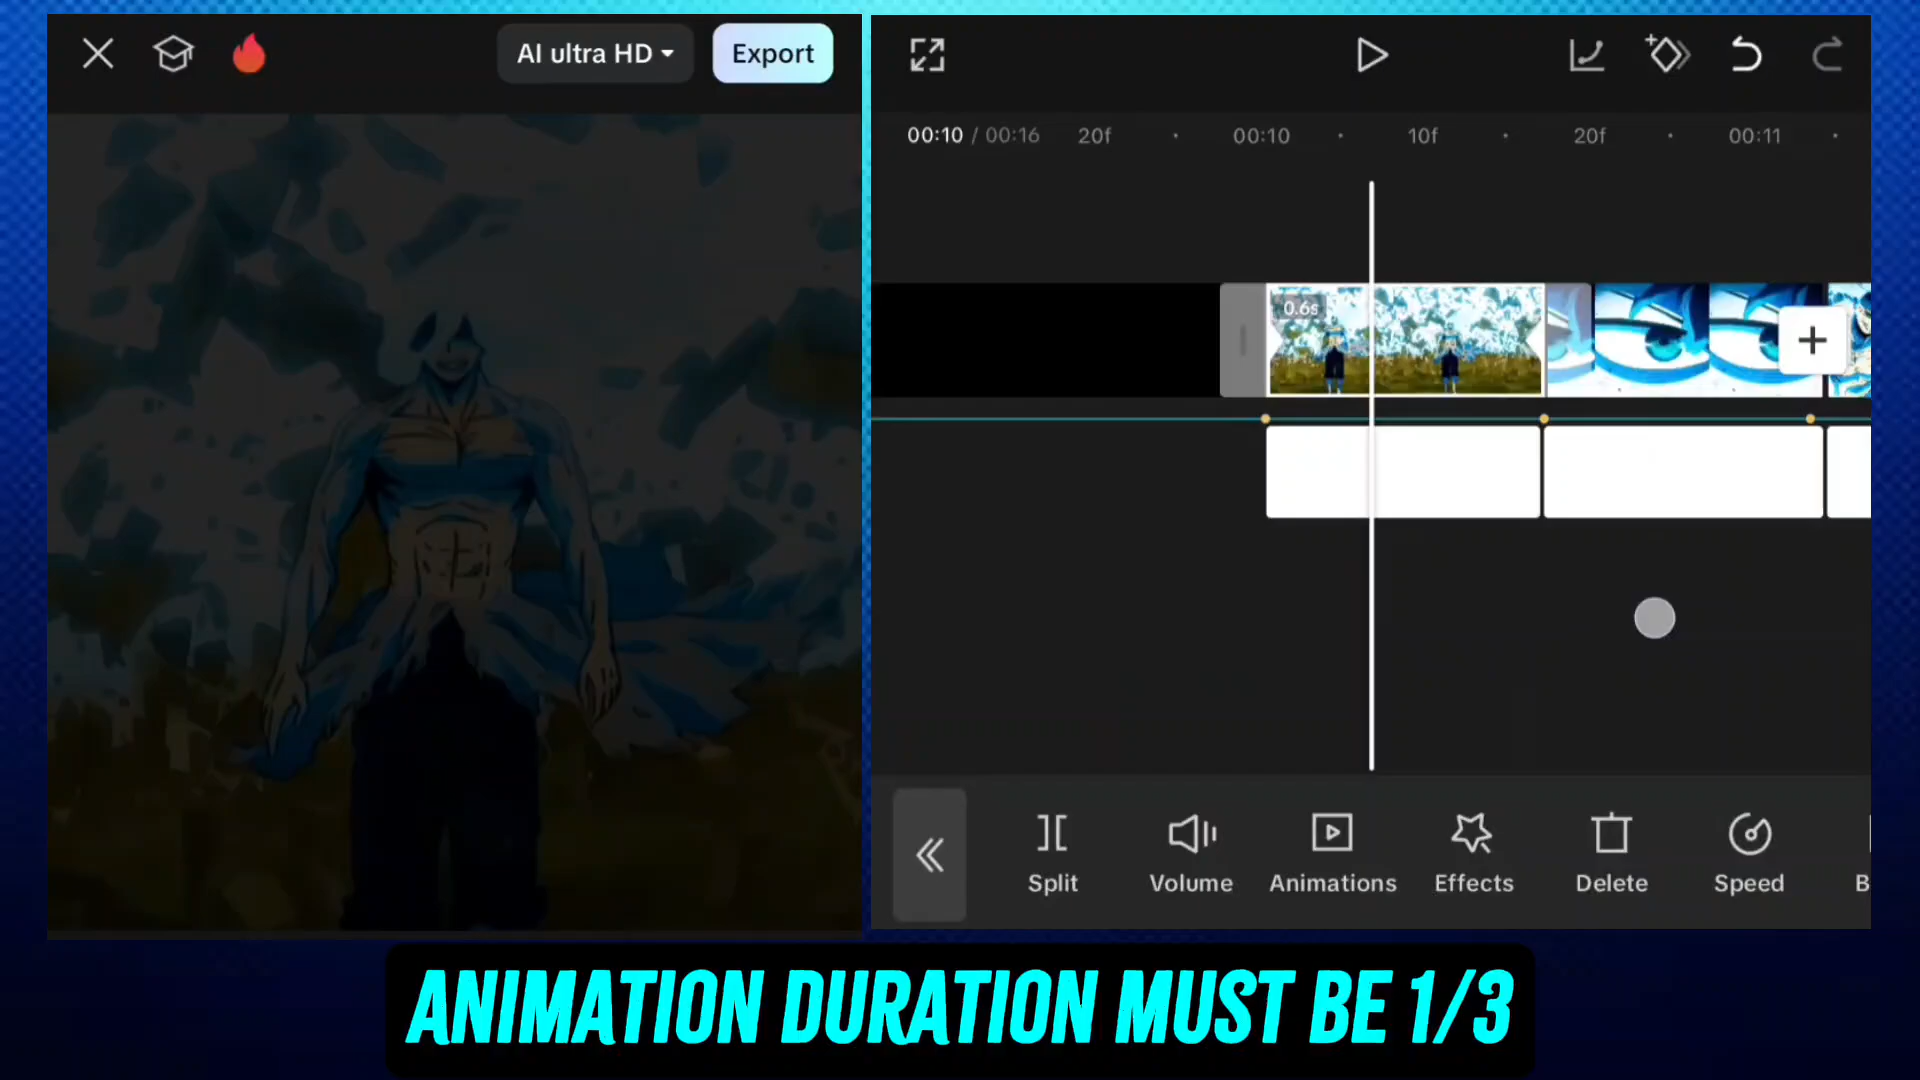 AI ultra HD
Export
00:10 / 00:16
20f
00:10
10f
20f
00:11
0.6s
Split
Volume
Animations
Effects
Delete
Speed
B
ANIMATION DURATION MUST BE 1/3